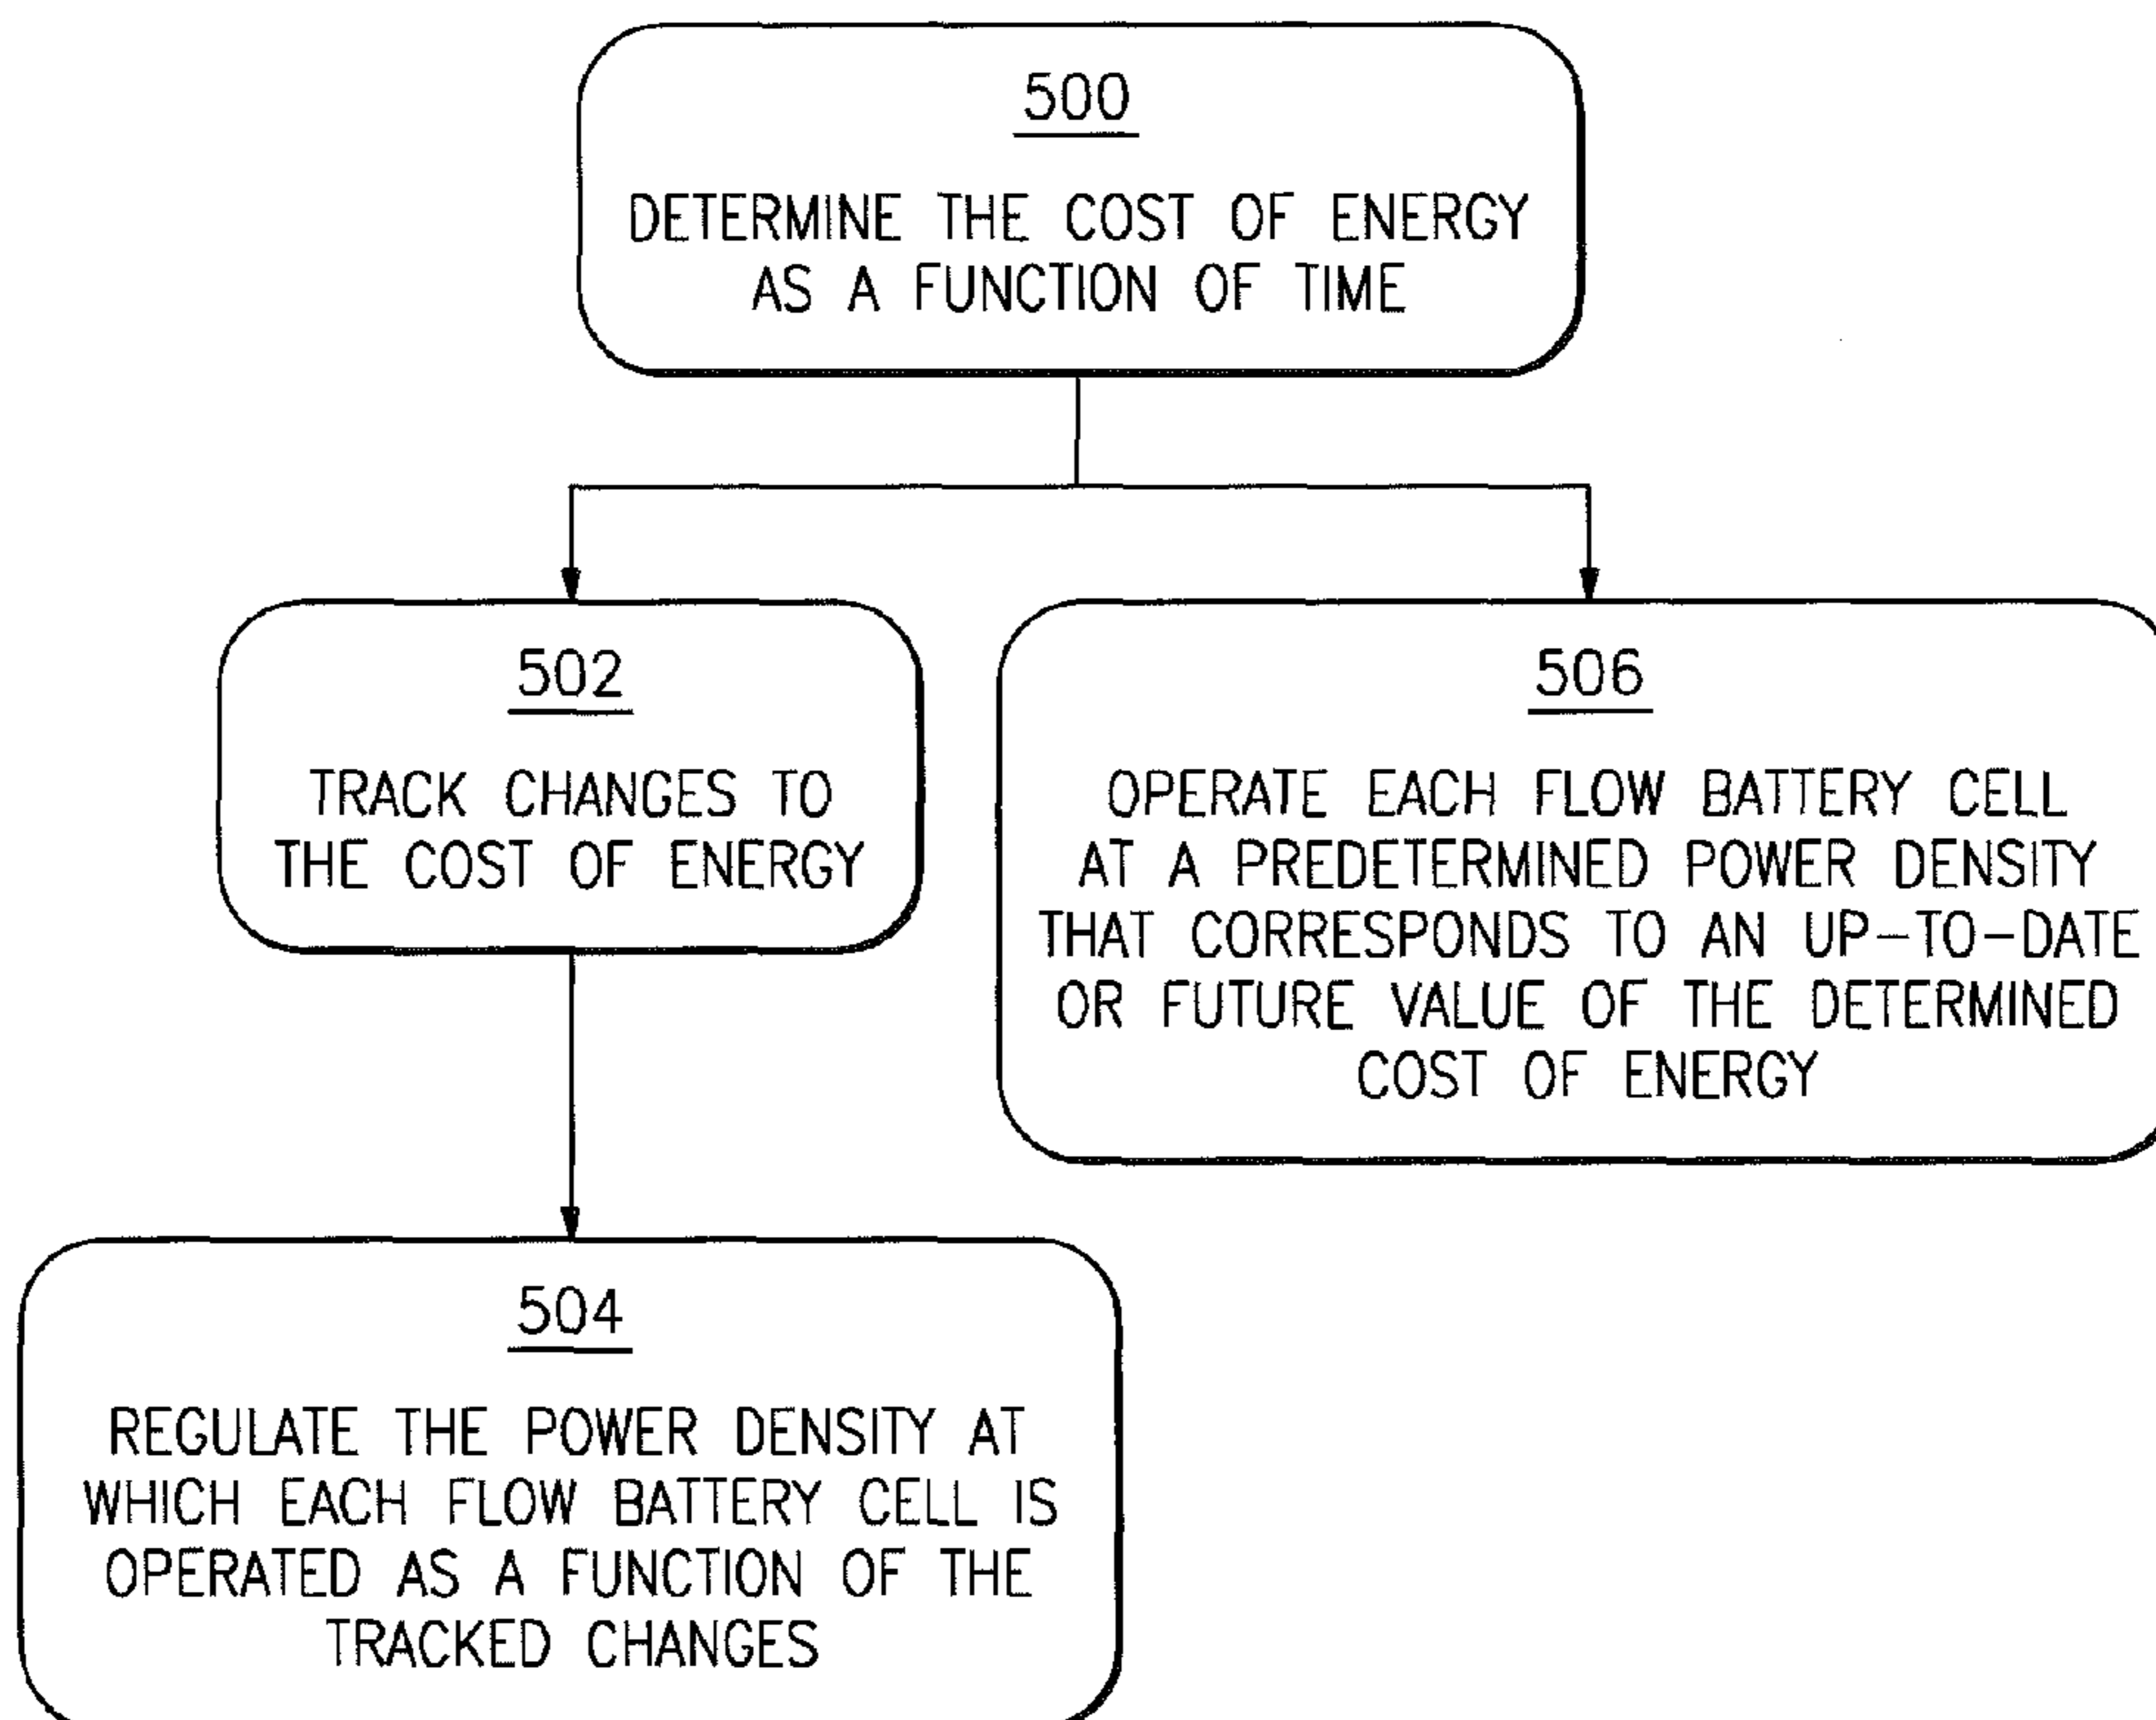 500
DETERMINE THE COST OF ENERGY
AS A FUNCTION OF TIME
502
TRACK CHANGES TO
THE COST OF ENERGY
506
OPERATE EACH FLOW BATTERY CELL
AT A PREDETERMINED POWER DENSITY
THAT CORRESPONDS TO AN UP-TO-DATE
OR FUTURE VALUE OF THE DETERMINED
COST OF ENERGY
504
REGULATE THE POWER DENSITY AT
WHICH EACH FLOW BATTERY CELL IS
OPERATED AS A FUNCTION OF THE
TRACKED CHANGES